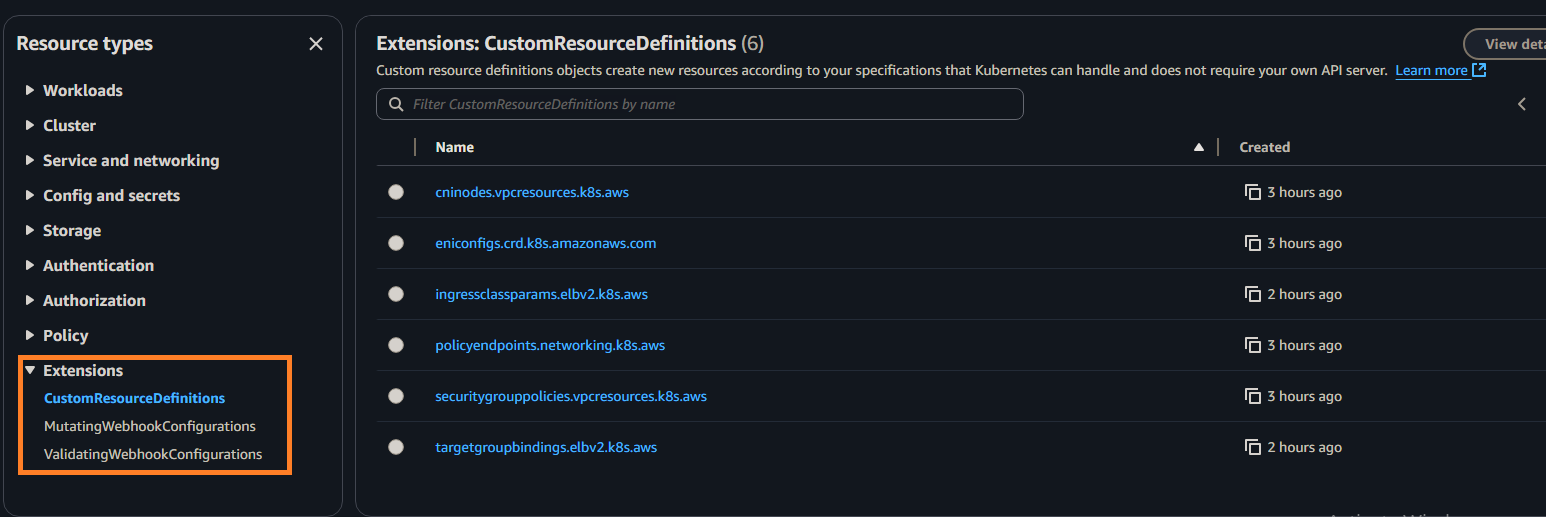 Resource types
Workloads
Cluster
Service and networking
Config and secrets
Storage
Authentication
Authorization
Policy
Extensions
CustomResourceDefinitions
MutatingWebhookConfigurations
ValidatingWebhookConfigurations
Extensions: CustomResourceDefinitions (6)
View deta
Custom resource definitions objects create new resources according to your specifications that Kubernetes can handle and does not require your own API server. Learn more
Filter CustomResourceDefinitions by name
Name Created
cninodes.vpcresources.k8s.aws 3 hours ago
eniconfigs.crd.k8s.amazonaws.com 3 hours ago
ingressclassparams.elbv2.k8s.aws 2 hours ago
policyendpoints.networking.k8s.aws 3 hours ago
securitygrouppolicies.vpcresources.k8s.aws 3 hours ago
targetgroupbindings.elbv2.k8s.aws 2 hours ago